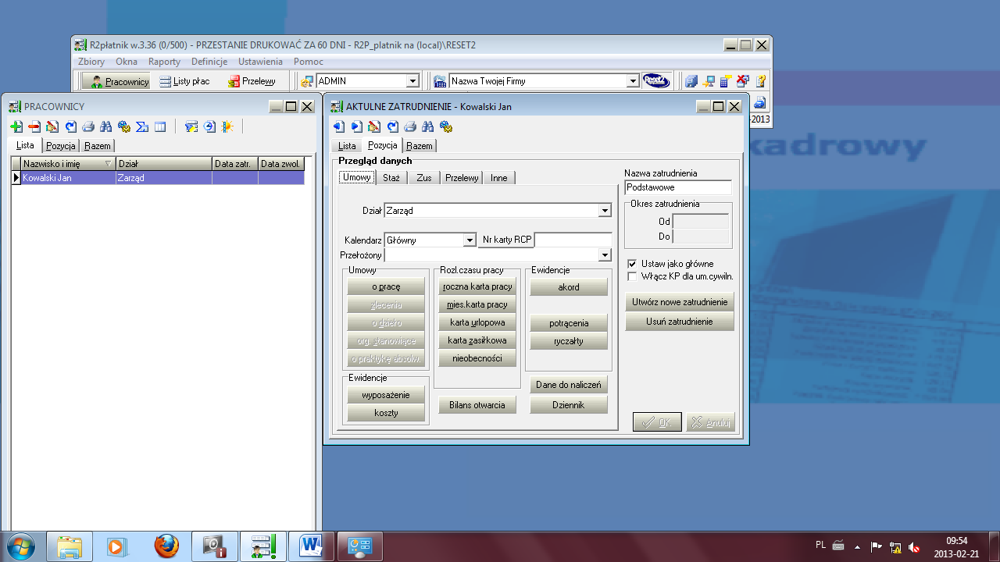 R2płatnik w.3.36 (0/500) - PRZESTANIE DRUKOWAĆ ZA 60 DNI - R2P_platnik na (local)\RESET2
Zbiory Okna Raporty Definicje Ustawienia Pomoc
Pracownicy Listy płac Przelewy ADMIN Nazwa Twojej Firmy Reset2
-2013
kadrowy
PRACOWNICY
Lista Pozycja Razem
Nazwisko i imię Dział Data zatr. Data zwol.
Kowalski Jan Zarząd
AKTULNE ZATRUDNIENIE - Kowalski Jan
Lista Pozycja Razem
Przegląd danych
Umowy Staż Zus Przelewy Inne
Dział Zarząd
Kalendarz Główny Nr karty RCP
Przełożony
Umowy
o pracę
zlecenia
o dzieło
org. stanowiące
o praktykę absolw.
Ewidencje
wyposażenie
koszty
Rozl.czasu pracy
roczna karta pracy
mies.karta pracy
karta urlopowa
karta zasiłkowa
nieobecności
Bilans otwarcia
Ewidencje
akord
potrącenia
ryczałty
Dane do naliczeń
Dziennik
Nazwa zatrudnienia
Podstawowe
Okres zatrudnienia
Od
Do
Ustaw jako główne
Włącz KP dla um.cywiln.
Utwórz nowe zatrudnienie
Usuń zatrudnienie
OK
Anuluj
PL
09:54
2013-02-21